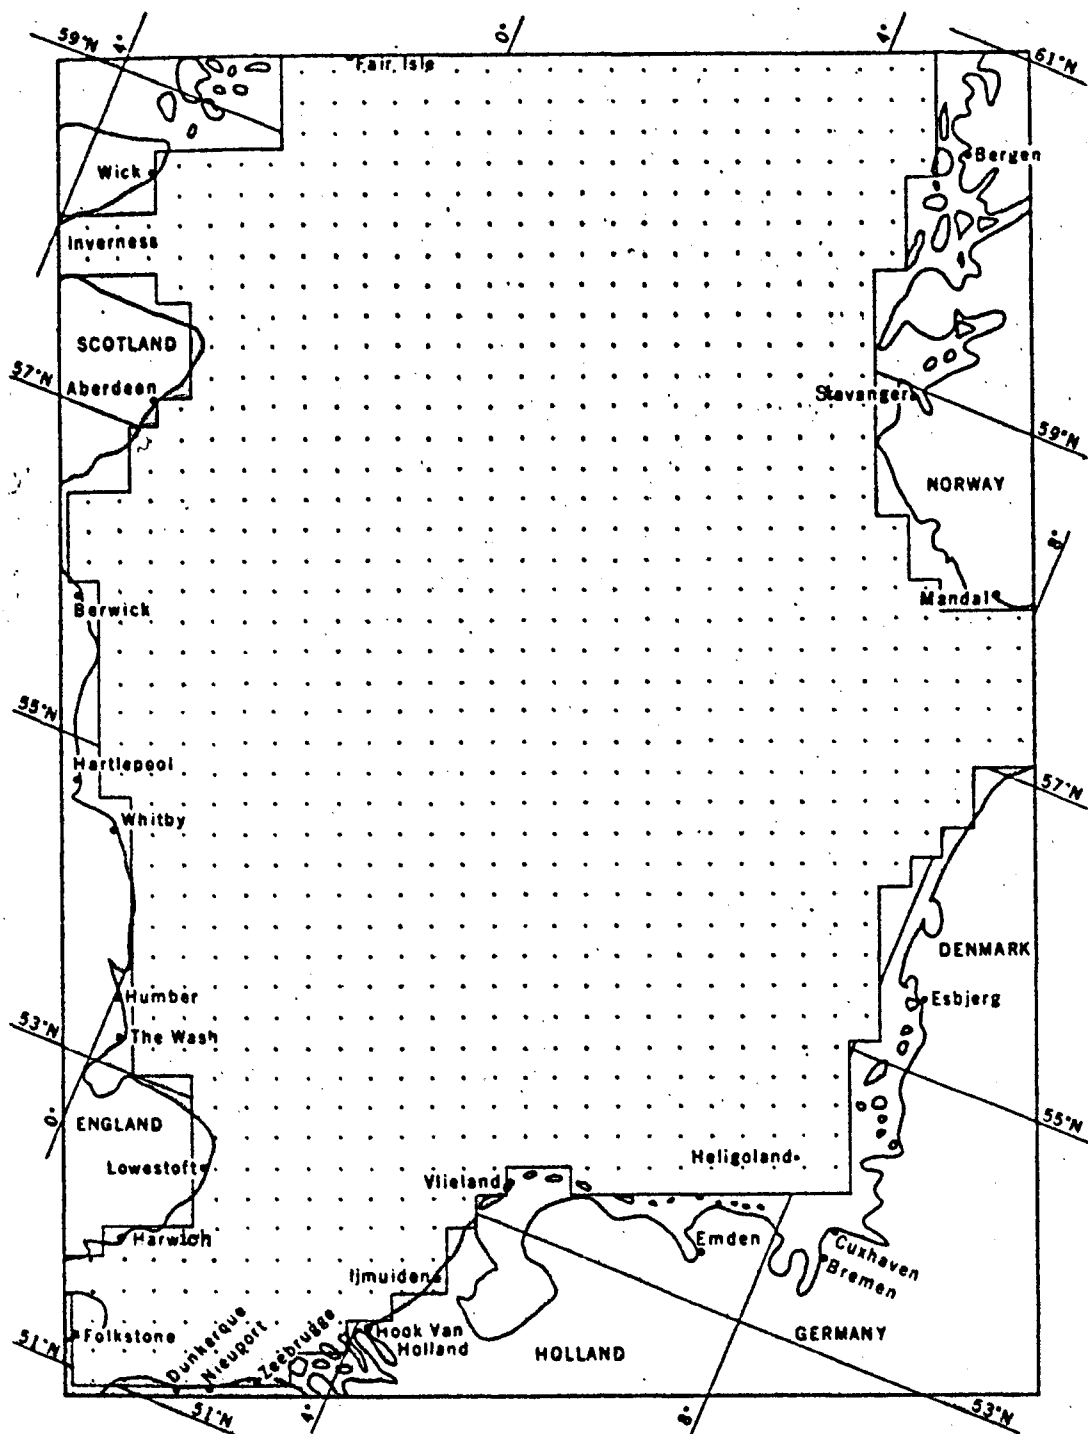 59°N
4°
0°
4°
61°N
Fair Isle
Wick
Bergen
Inverness
SCOTLAND
57°N
Aberdeen
Stavanger
59°N
NORWAY
8°
Mandal
Berwick
55°N
Hartlepool
57°N
Whitby
DENMARK
Humber
Esbjerg
53°N
The Wash
0°
ENGLAND
55°N
Lowestoft
Heligoland
Vlieland
Harwich
Emden
Cuxhaven
Bremen
Ijmuiden
Folkstone
Dunkerque
Nieuport
Zeebrugge
Hook Van
Holland
HOLLAND
GERMANY
51°N
51°N
4°
8°
53°N